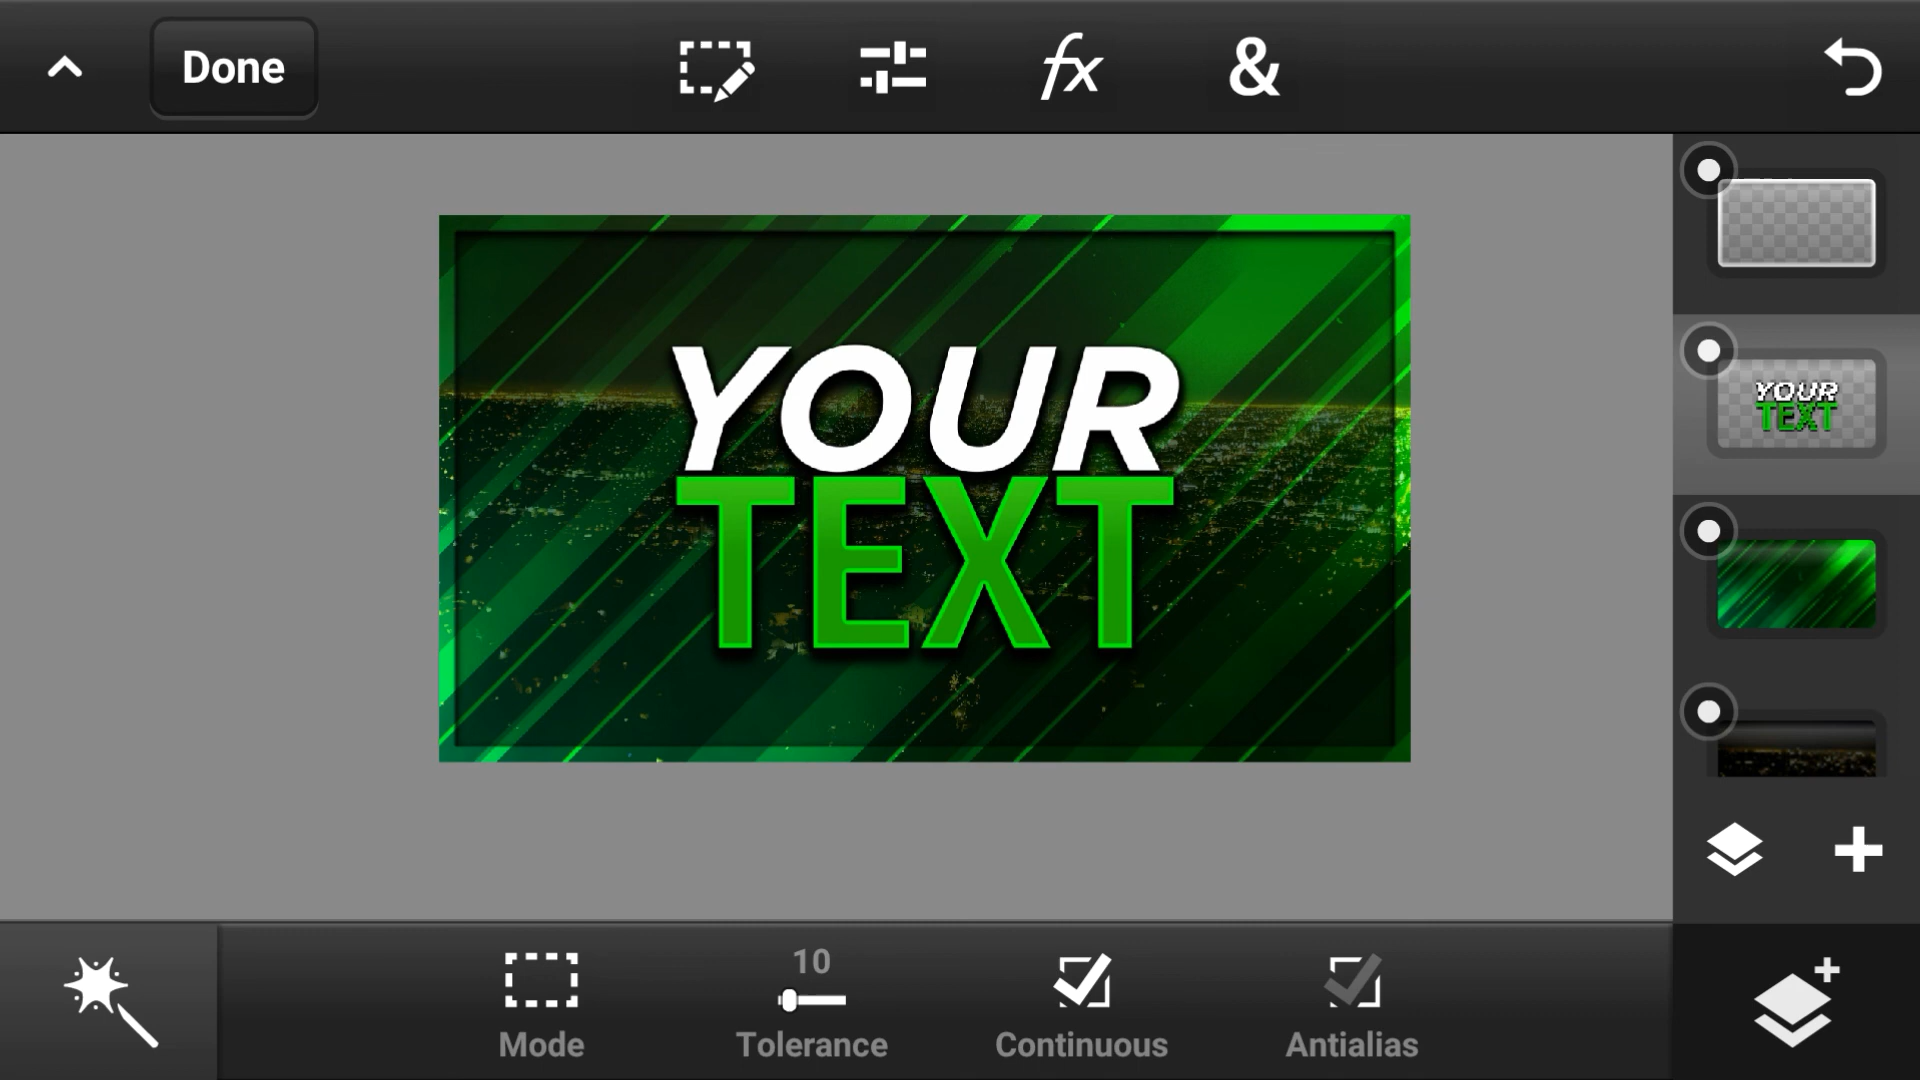 Done
fx
&
YOUR
TEXT
YOUR
TEXT
10
Mode
Tolerance
Continuous
Antialias